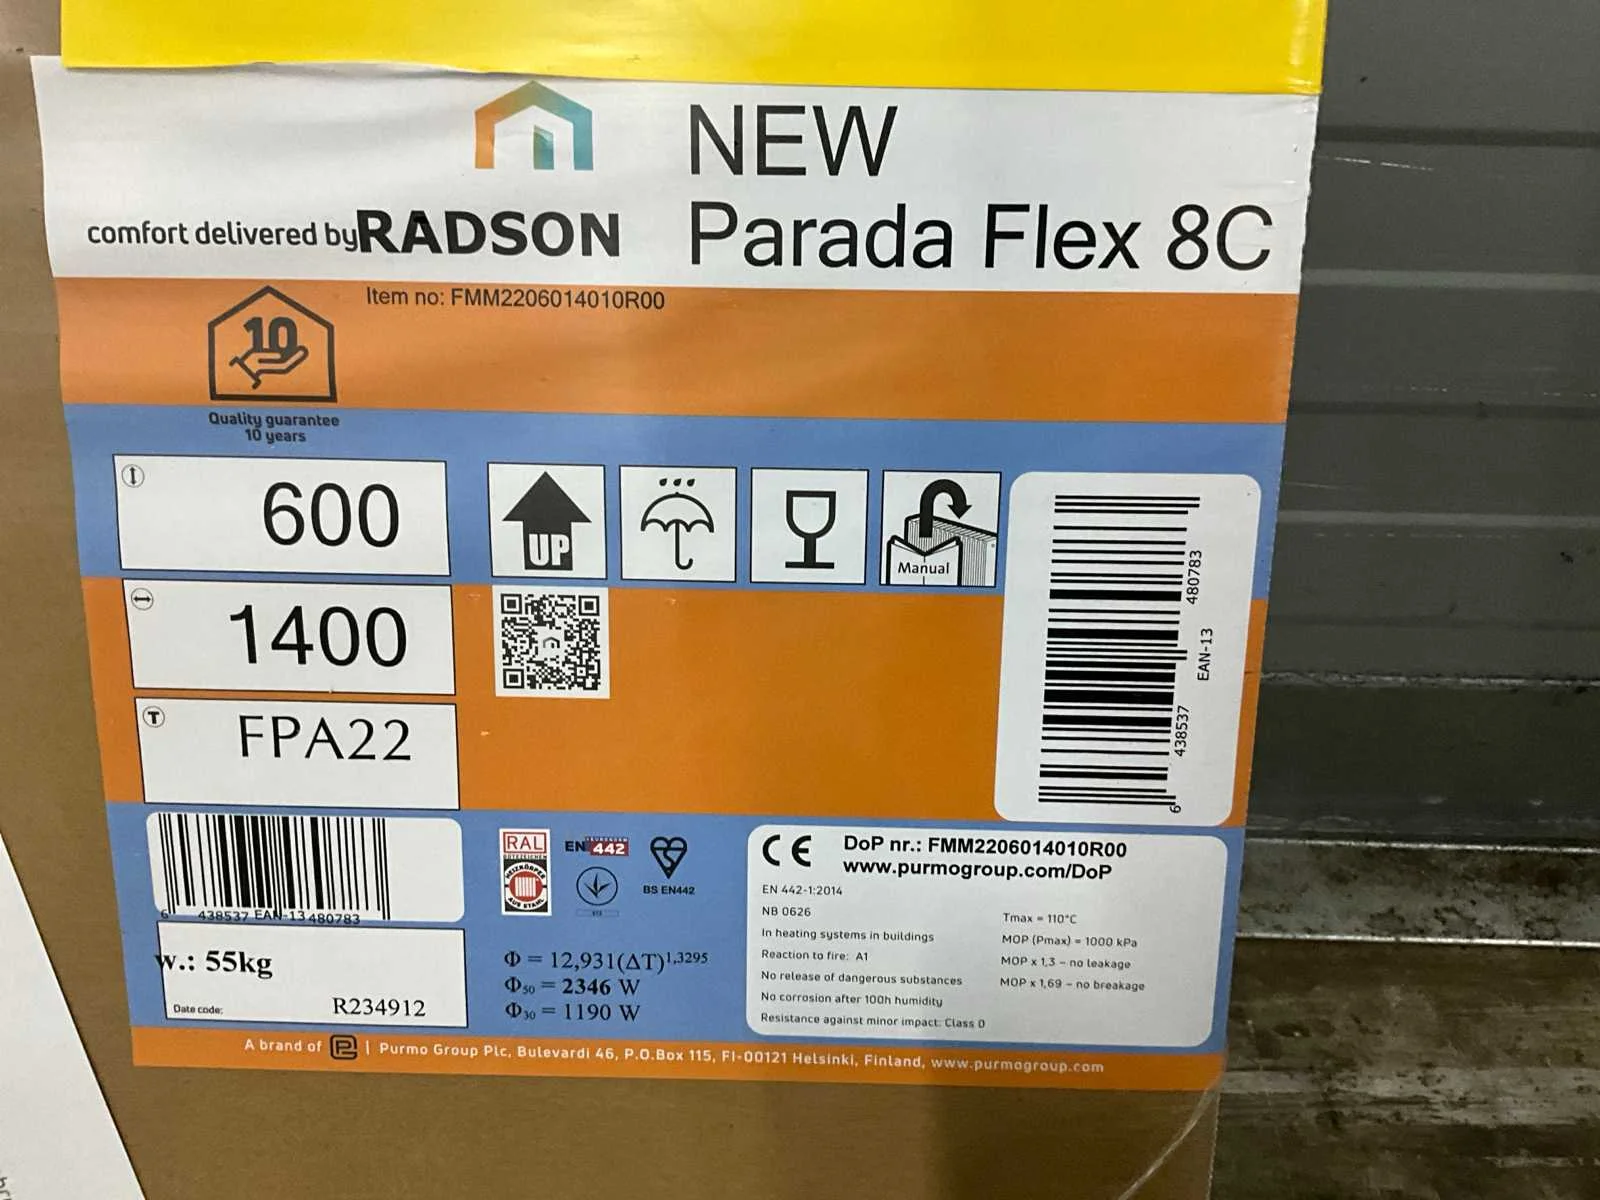 NEW
Parada Flex 8C
comfort delivered by RADSON
Item no: FMM2206014010R00
10
Quality guarantee
10 years
600
UP
Manual
1400
T
FPA22
6 438537 480783
EAN-13
6 438537 EAN-13 480783
w.: 55kg
Date code: R234912
RAL
GÜTEZEICHEN
HEIZKÖRPER
AUS STAHL
EN 442
BS EN442
Φ = 12,931(ΔT)1,3295
Φ50 = 2346 W
Φ30 = 1190 W
CE DoP nr.: FMM2206014010R00
www.purmogroup.com/DoP
EN 442-1:2014
NB 0626
In heating systems in buildings
Reaction to fire: A1
No release of dangerous substances
No corrosion after 100h humidity
Resistance against minor impact: Class 0
Tmax = 110°C
MOP (Pmax) = 1000 kPa
MOP x 1,3 – no leakage
MOP x 1,69 – no breakage
A brand of | Purmo Group Plc, Bulevardi 46, P.O.Box 115, FI-00121 Helsinki, Finland, www.purmogroup.com